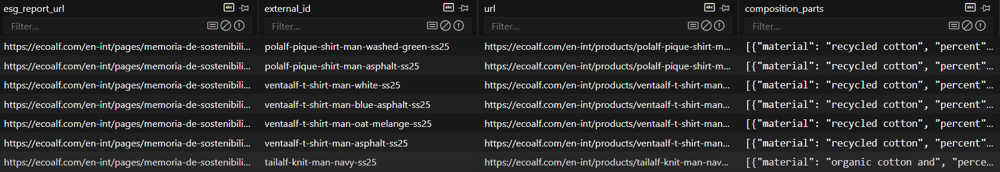 esg_report_url abc external_id abc url abc composition_parts abc
Filter... Filter... Filter... Filter...
https://ecoalf.com/en-int/pages/memoria-de-sostenibili... polalf-pique-shirt-man-washed-green-ss25 https://ecoalf.com/en-int/products/polalf-pique-shirt-m... [{"material": "recycled cotton", "percent"...
https://ecoalf.com/en-int/pages/memoria-de-sostenibili... polalf-pique-shirt-man-asphalt-ss25 https://ecoalf.com/en-int/products/polalf-pique-shirt-m... [{"material": "recycled cotton", "percent"...
https://ecoalf.com/en-int/pages/memoria-de-sostenibili... ventaalf-t-shirt-man-white-ss25 https://ecoalf.com/en-int/products/ventaalf-t-shirt-man... [{"material": "recycled cotton", "percent"...
https://ecoalf.com/en-int/pages/memoria-de-sostenibili... ventaalf-t-shirt-man-blue-asphalt-ss25 https://ecoalf.com/en-int/products/ventaalf-t-shirt-man... [{"material": "recycled cotton", "percent"...
https://ecoalf.com/en-int/pages/memoria-de-sostenibili... ventaalf-t-shirt-man-oat-melange-ss25 https://ecoalf.com/en-int/products/ventaalf-t-shirt-man... [{"material": "recycled cotton", "percent"...
https://ecoalf.com/en-int/pages/memoria-de-sostenibili... ventaalf-t-shirt-man-asphalt-ss25 https://ecoalf.com/en-int/products/ventaalf-t-shirt-man... [{"material": "recycled cotton", "percent"...
https://ecoalf.com/en-int/pages/memoria-de-sostenibili... tailalf-knit-man-navy-ss25 https://ecoalf.com/en-int/products/tailalf-knit-man-nav... [{"material": "organic cotton and", "perce...